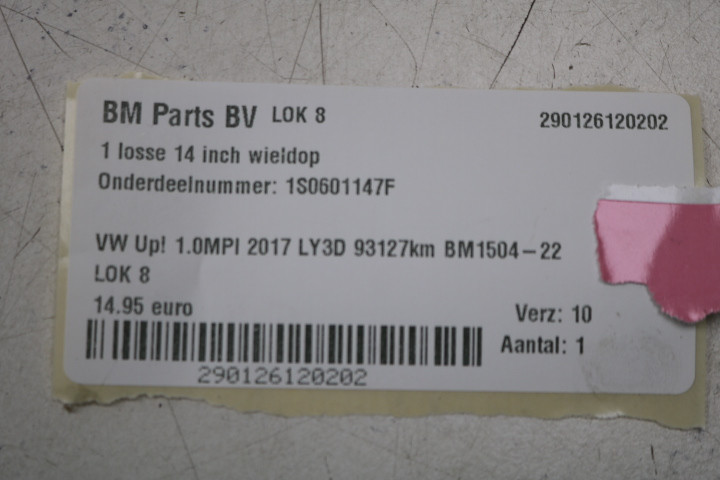 BM Parts BV LOK 8 290126120202
1 losse 14 inch wieldop
Onderdeelnummer: 1S0601147F
VW Up! 1.0MPI 2017 LY3D 93127km BM1504-22
LOK 8
14.95 euro
Verz: 10
Aantal: 1
290126120202